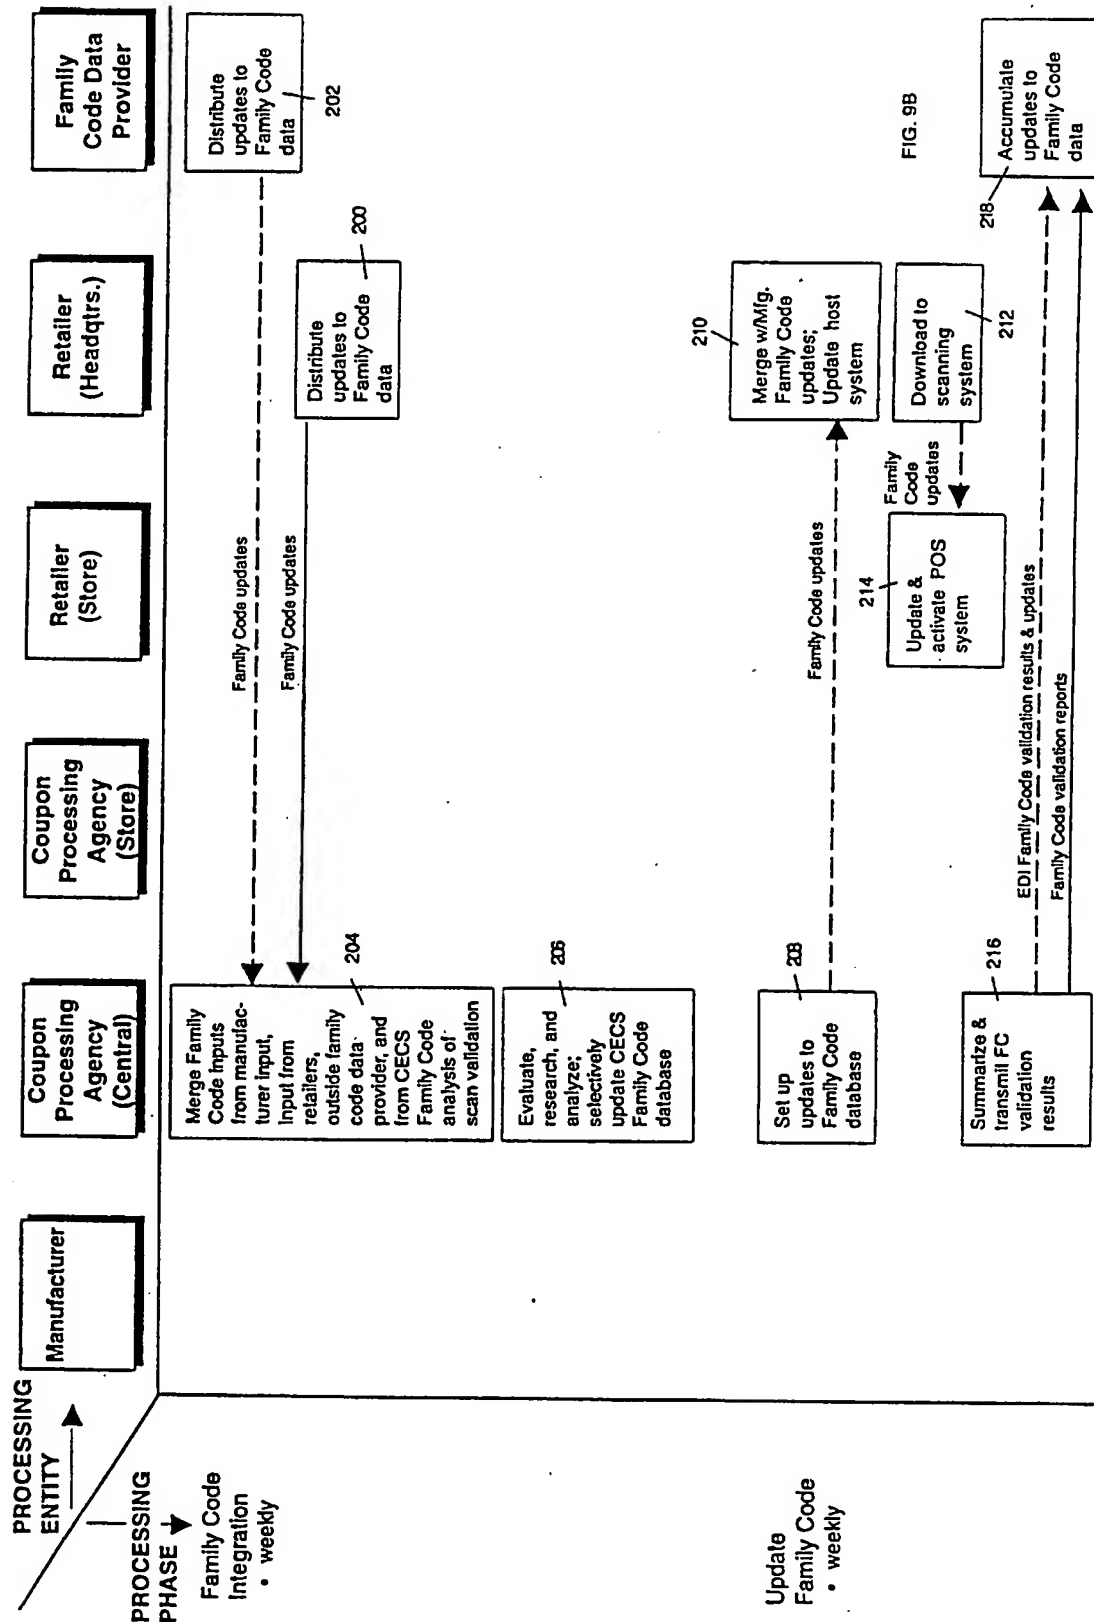 PROCESSING
ENTITY
PROCESSING
PHASE
Manufacturer
Coupon
Processing
Agency
(Central)
Coupon
Processing
Agency
(Store)
Retailer
(Store)
Retailer
(Headqtrs.)
Family
Code Data
Provider
Family Code
Integration
• weekly
Distribute
updates to
Family Code
data
202
Family Code updates
Distribute
updates to
Family Code
data
200
Family Code updates
Merge Family
Code Inputs
from manufac-
turer input,
Input from
retailers,
outside family
code data
provider, and
from CECS
Family Code
analysis of
scan validation
204
Evaluate,
research, and
analyze;
selectively
update CECS
Family Code
database
206
Update
Family Code
• weekly
Set up
updates to
Family Code
database
208
Family Code updates
210
Merge w/Mfg.
Family Code
updates;
Update host
system
Download to
scanning
system
212
Family
Code
updates
214
Update &
activate POS
system
Summarize &
transmit FC
validation
results
216
EDI Family Code validation results & updates
Family Code validation reports
218
Accumulate
updates to
Family Code
data
FIG. 9B